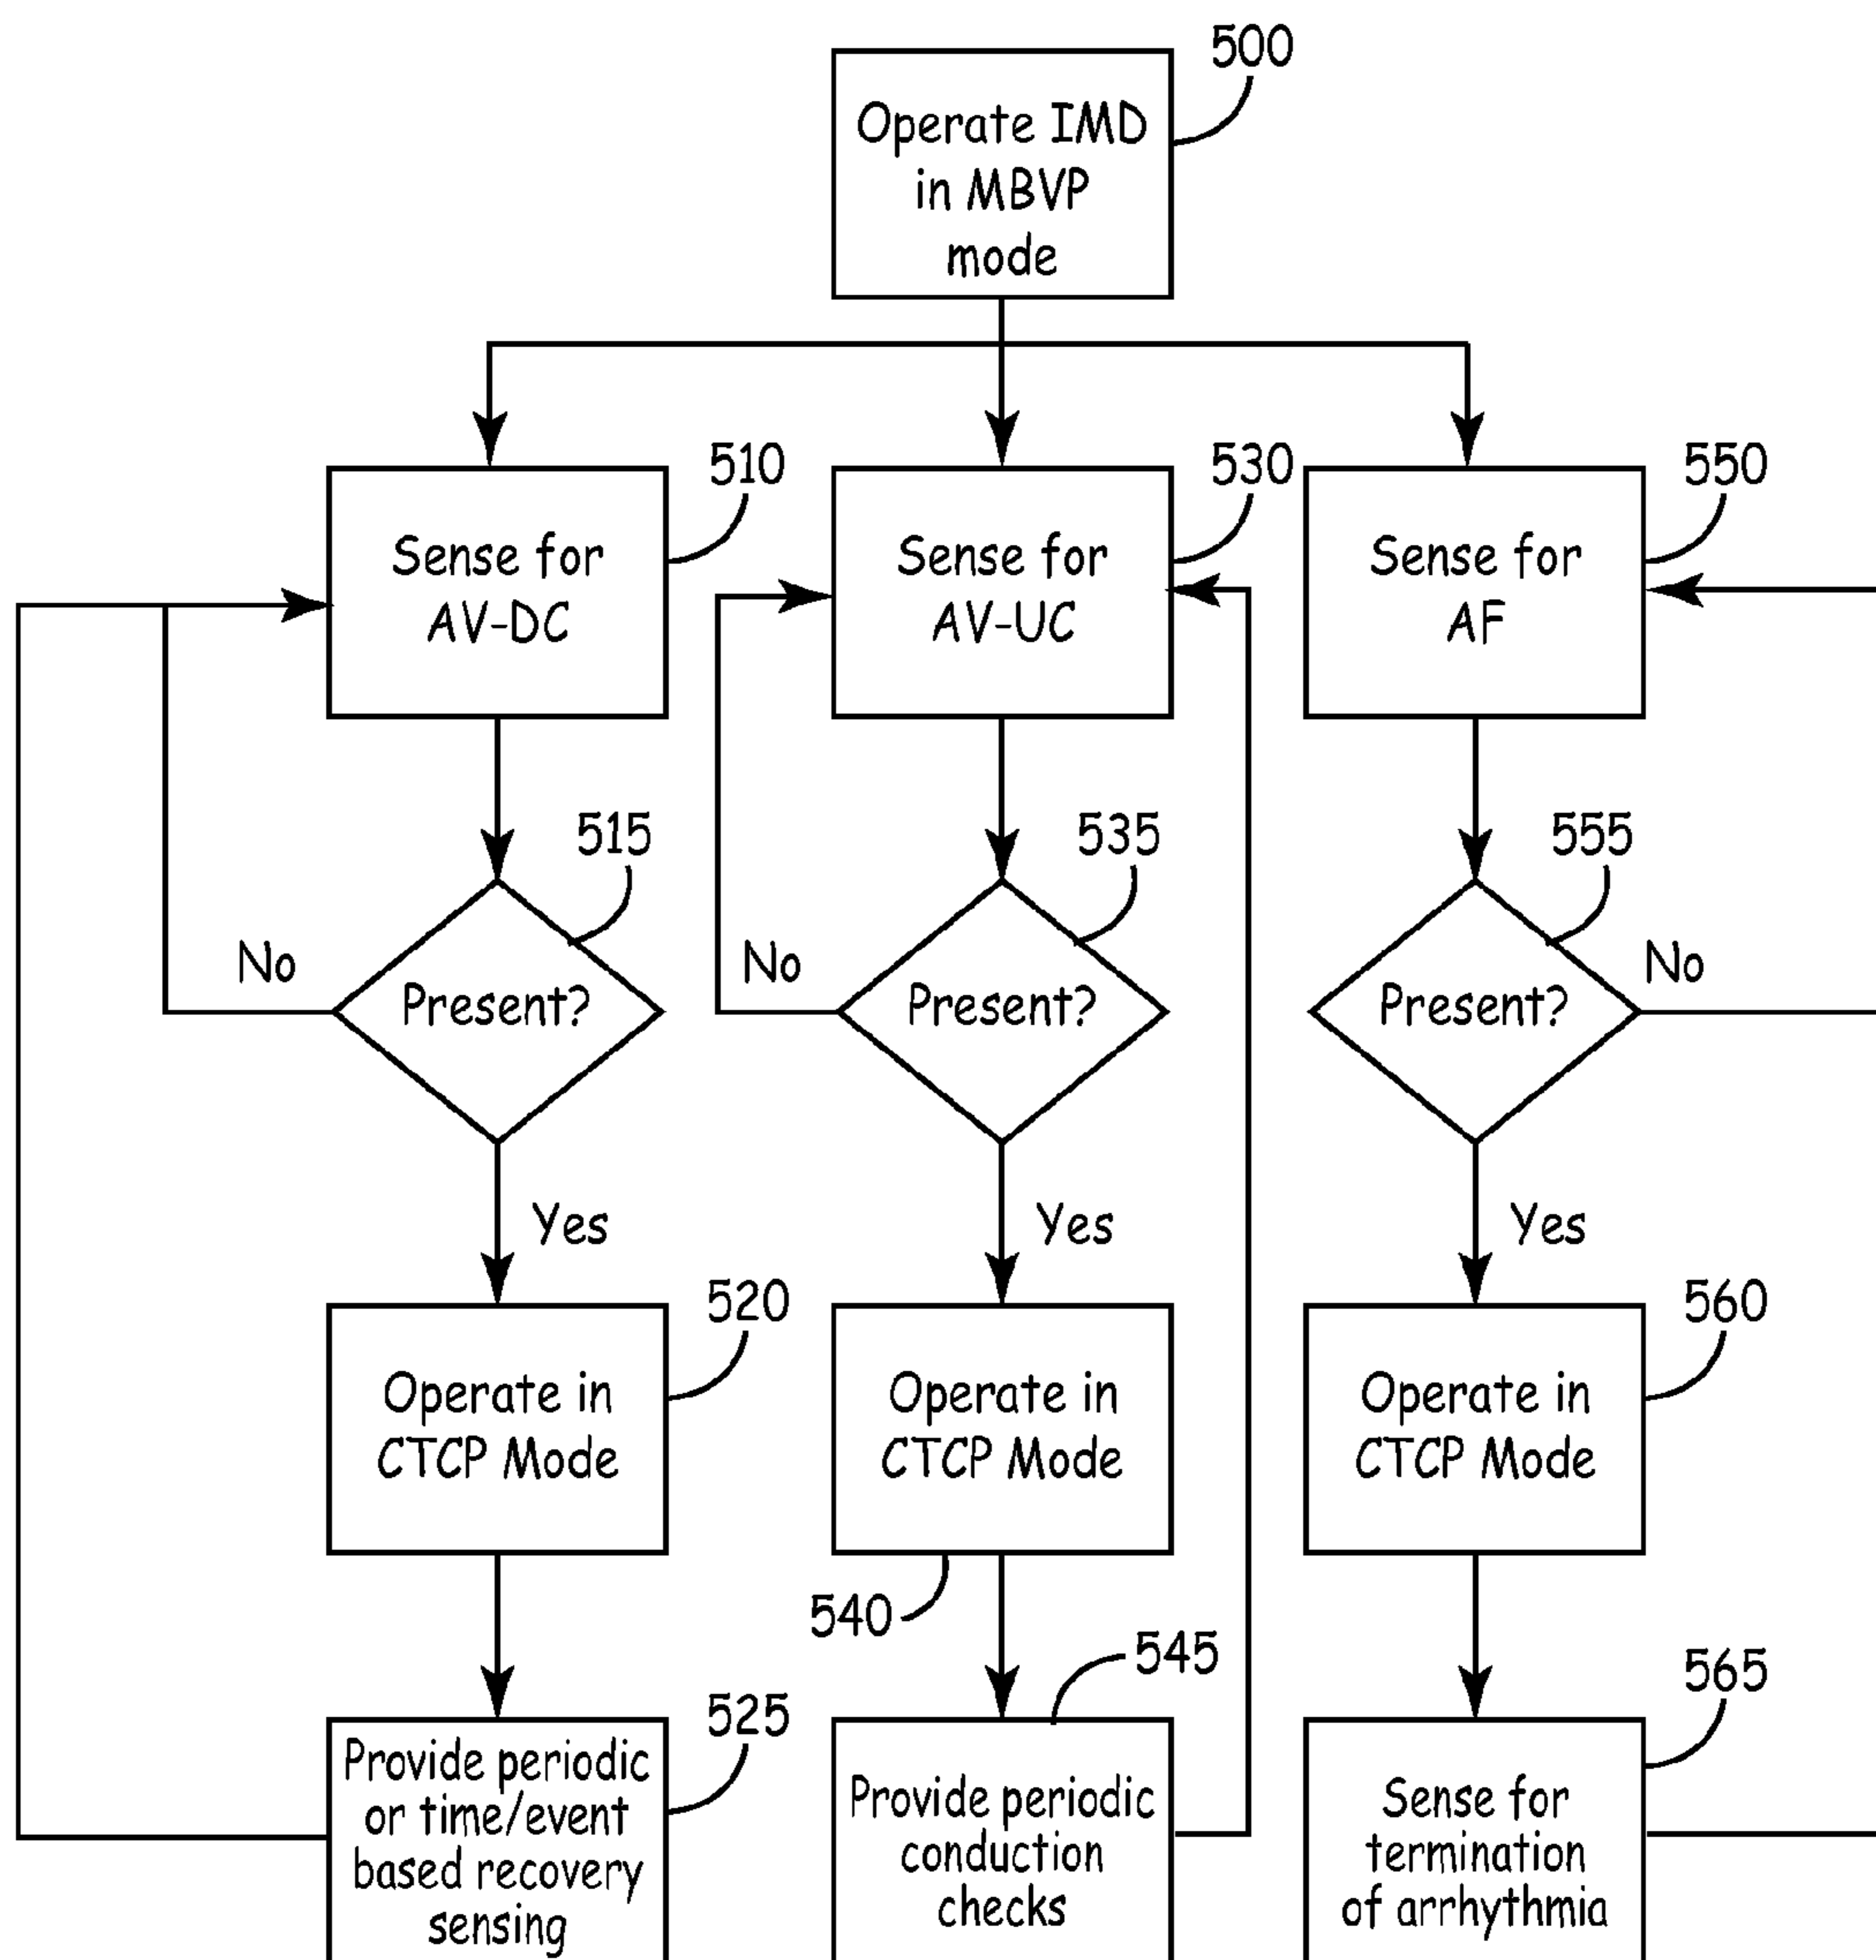 500
Operate IMD
in MBVP
mode
510
530
550
Sense for
AV-DC
Sense for
AV-UC
Sense for
AF
515
535
555
No
Present?
No
Present?
Present?
No
Yes
Yes
Yes
520
560
Operate in
CTCP Mode
Operate in
CTCP Mode
Operate in
CTCP Mode
540
545
565
525
Provide periodic
or time/event
based recovery
sensing
Provide periodic
conduction
checks
Sense for
termination
of arrhythmia